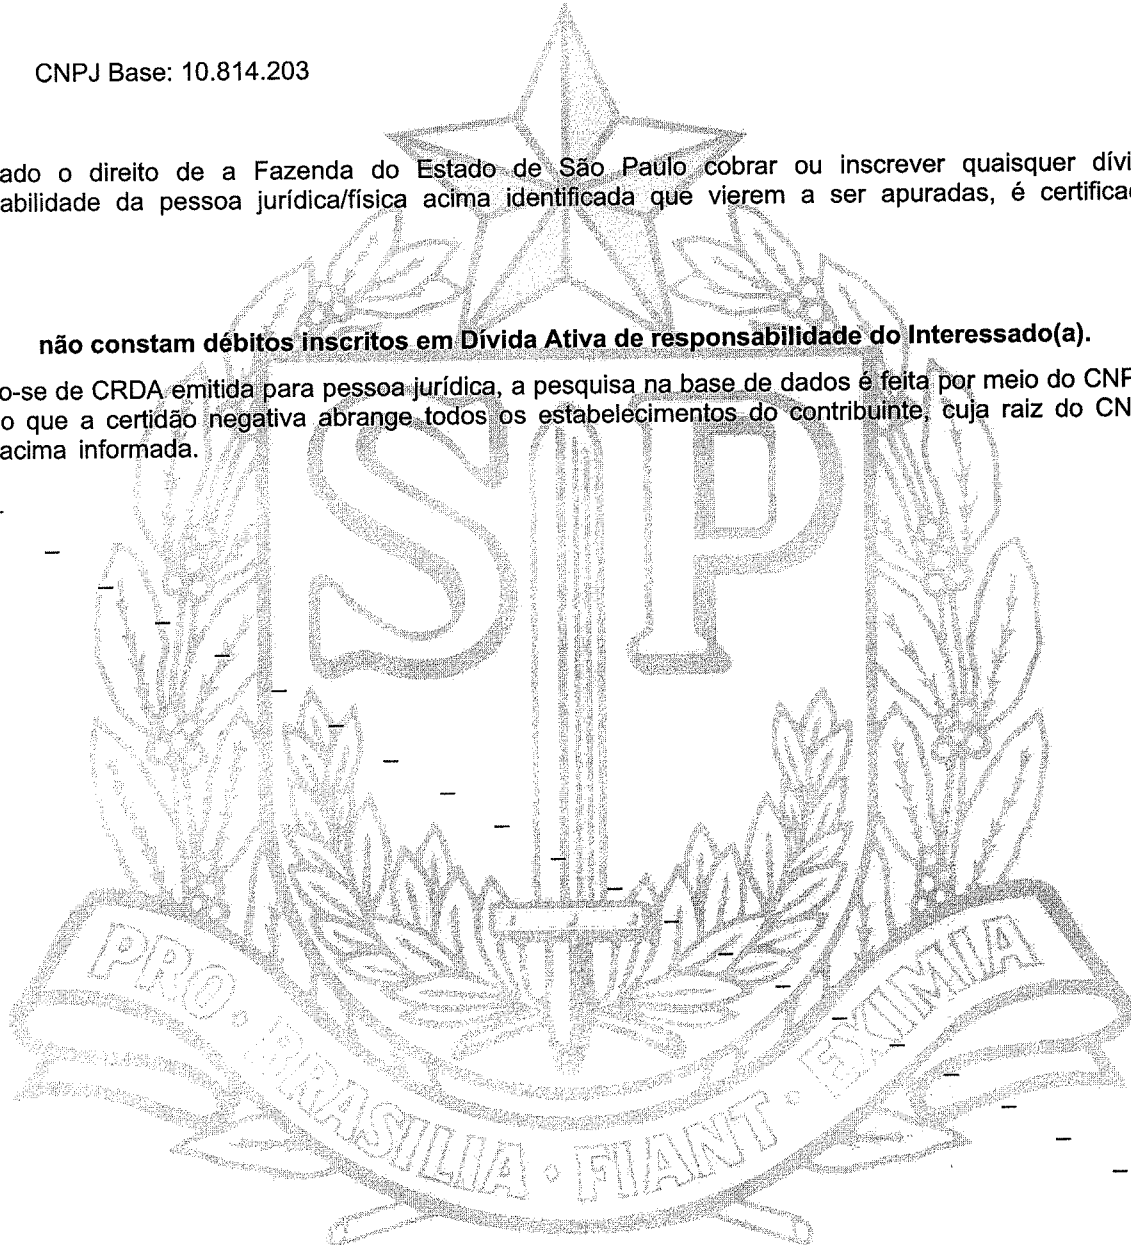 CNPJ Base: 10.814.203
ado o direito de a Fazenda do Estado de São Paulo cobrar ou inscrever quaisquer dívi
abilidade da pessoa jurídica/física acima identificada que vierem a ser apuradas, é certifica
não constam débitos inscritos em Dívida Ativa de responsabilidade do Interessado(a).
o-se de CRDA emitida para pessoa jurídica, a pesquisa na base de dados é feita por meio do CNP
o que a certidão negativa abrange todos os estabelecimentos do contribuinte, cuja raiz do CN
acima informada.
SP
PRO · BRASILIA · FIANT · EXIMIA